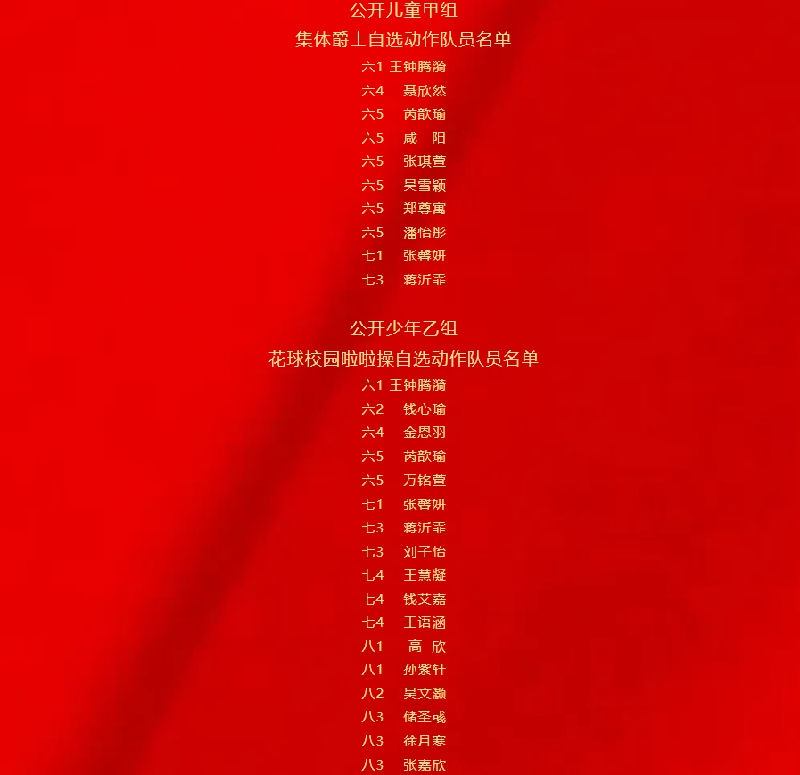 公开儿童甲组
集体爵士自选动作队员名单
六1 王钟腾漪
六4 聂欣然
六5 芮歆瑜
六5 咸 阳
六5 张琪萱
六5 吴雪颖
六5 郑尊寓
六5 潘怡彤
七1 张馨妍
七3 蒋沂霏
公开少年乙组
花球校园啦啦操自选动作队员名单
六1 王钟腾漪
六2 钱心瑜
六4 金恩羽
六5 芮歆瑜
六5 万铭萱
七1 张馨妍
七3 蒋沂霏
七3 刘子怡
七4 王慧凝
七4 钱艾嘉
七4 王语涵
八1 高 欣
八1 孙紫轩
八2 吴文灏
八3 储圣
八3 徐月寒
八3 张嘉欣